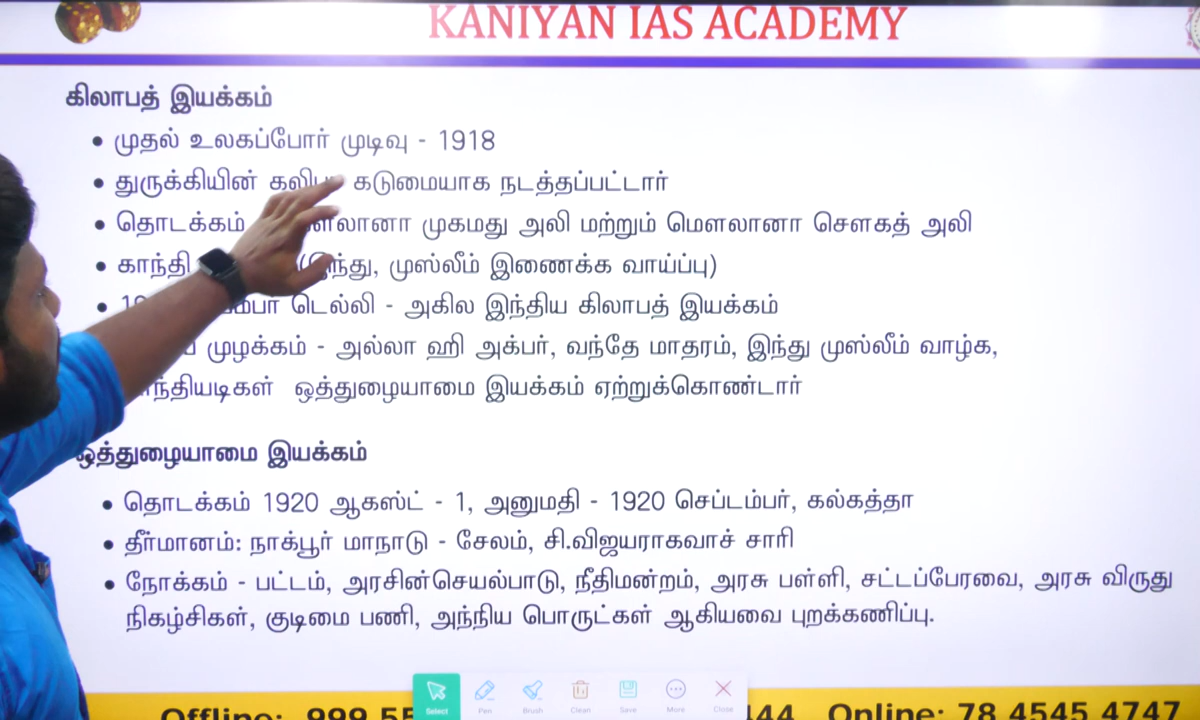 KANIYAN IAS ACADEMY
கிலாபத் இயக்கம்
• முதல் உலகப்போர் முடிவு - 1918
• துருக்கியின் கடுமையாக நடத்தப்பட்டார்
• தொடக்கம் முகமது அலி மற்றும் மௌலானா சௌகத் அலி
• காந்தி (இந்து, முஸ்லீம் இணைக்க வாய்ப்பு)
• டெல்லி - அகில இந்திய கிலாபத் இயக்கம்
முழக்கம் - அல்லா ஹி அக்பர், வந்தே மாதரம், இந்து முஸ்லீம் வாழ்க,
ஒத்துழையாமை இயக்கம் ஏற்றுக்கொண்டார்
ஒத்துழையாமை இயக்கம்
• தொடக்கம் 1920 ஆகஸ்ட் - 1, அனுமதி - 1920 செப்டம்பர், கல்கத்தா
• தீர்மானம்: நாக்பூர் மாநாடு - சேலம், சி.விஜயராகவாச் சாரி
• நோக்கம் - பட்டம், அரசின்செயல்பாடு, நீதிமன்றம், அரசு பள்ளி, சட்டப்பேரவை, அரசு விருது
நிகழ்சிகள், குடிமை பணி, அந்நிய பொருட்கள் ஆகியவை புறக்கணிப்பு.
Select Pen Brush Clean Save More Close
Offline: 999 Online: 78 4545 4747